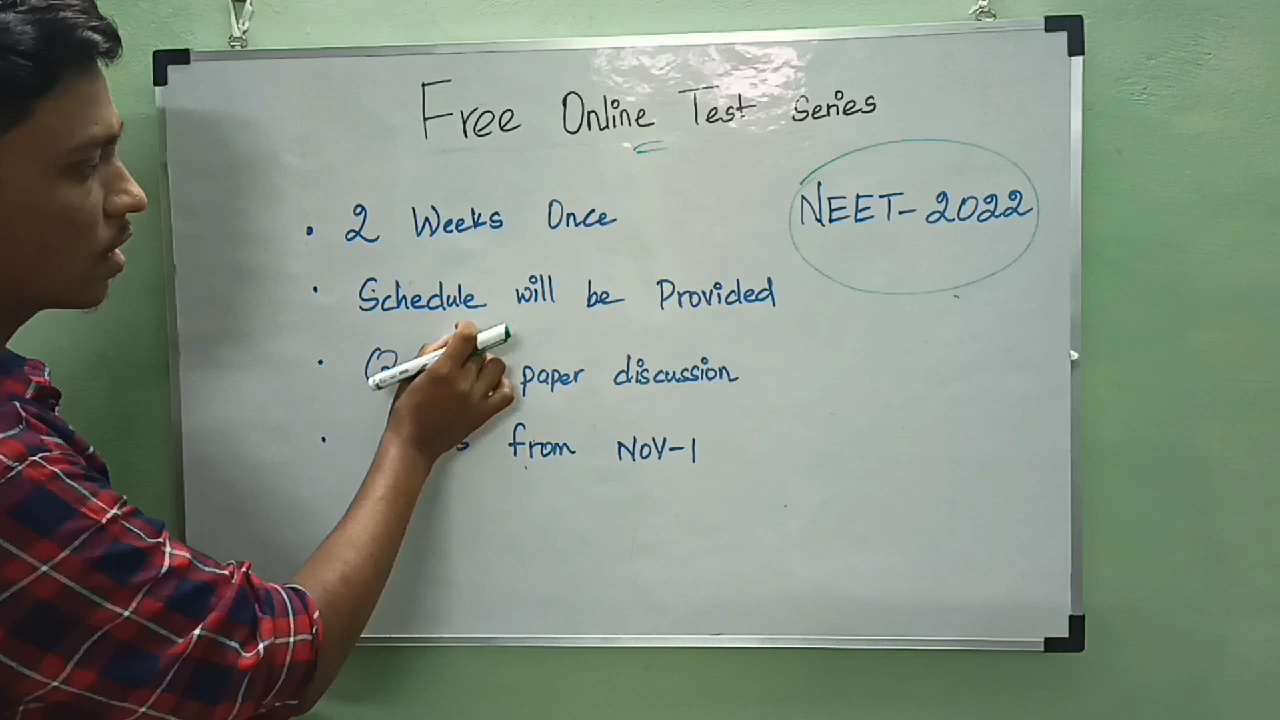 Free Online Test Series
NEET-2022
• 2 Weeks Once
• Schedule will be Provided
• paper discussion
• from NOV-1